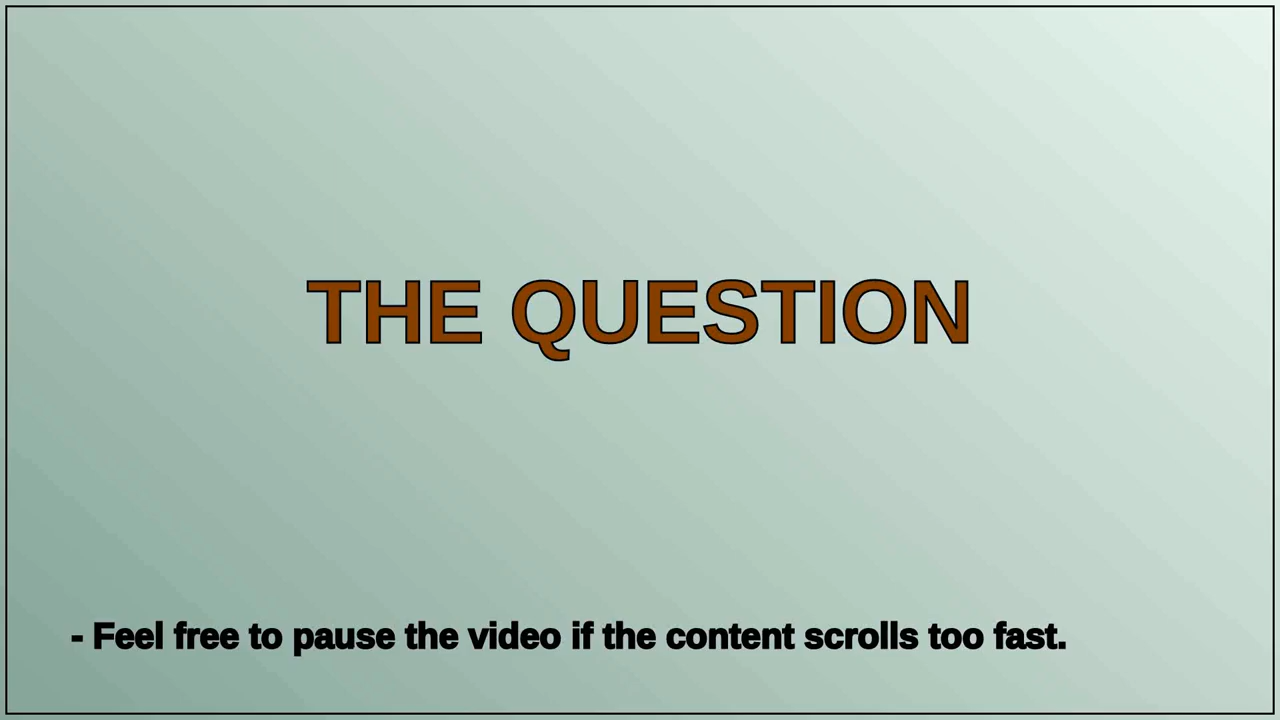 THE QUESTION
- Feel free to pause the video if the content scrolls too fast.